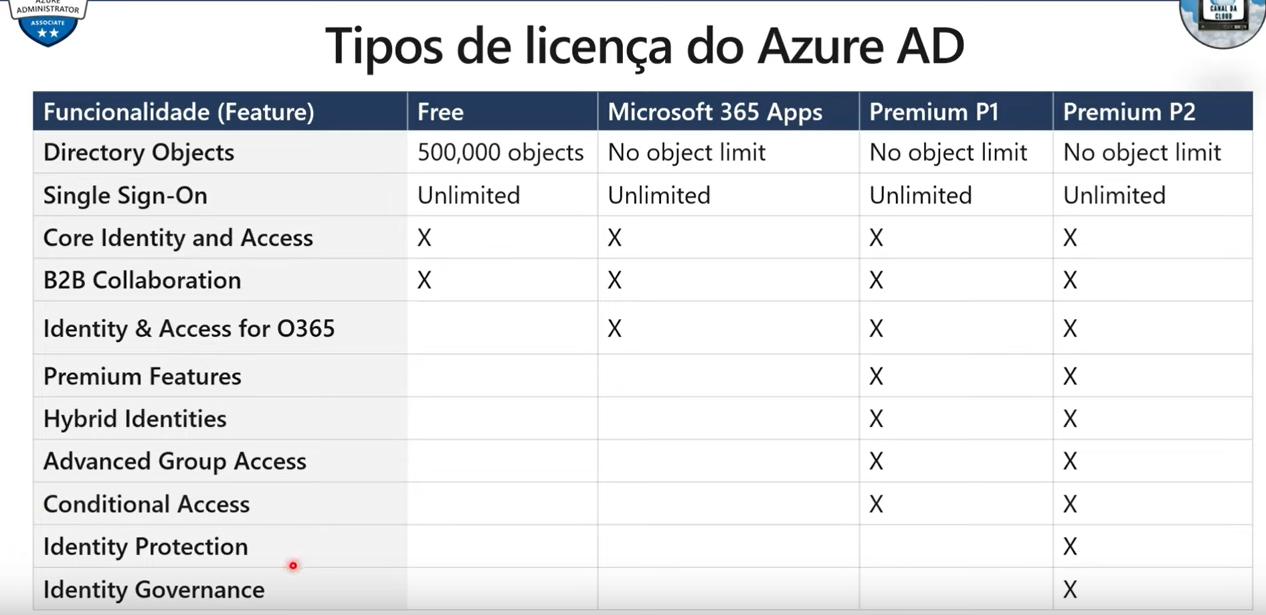 AZURE
ADMINISTRATOR
ASSOCIATE
CANAL DA
CLOUD
Tipos de licença do Azure AD
Funcionalidade (Feature) Free Microsoft 365 Apps Premium P1 Premium P2
Directory Objects 500,000 objects No object limit No object limit No object limit
Single Sign-On Unlimited Unlimited Unlimited Unlimited
Core Identity and Access X X X X
B2B Collaboration X X X X
Identity & Access for O365 X X X
Premium Features X X
Hybrid Identities X X
Advanced Group Access X X
Conditional Access X X
Identity Protection X
Identity Governance X